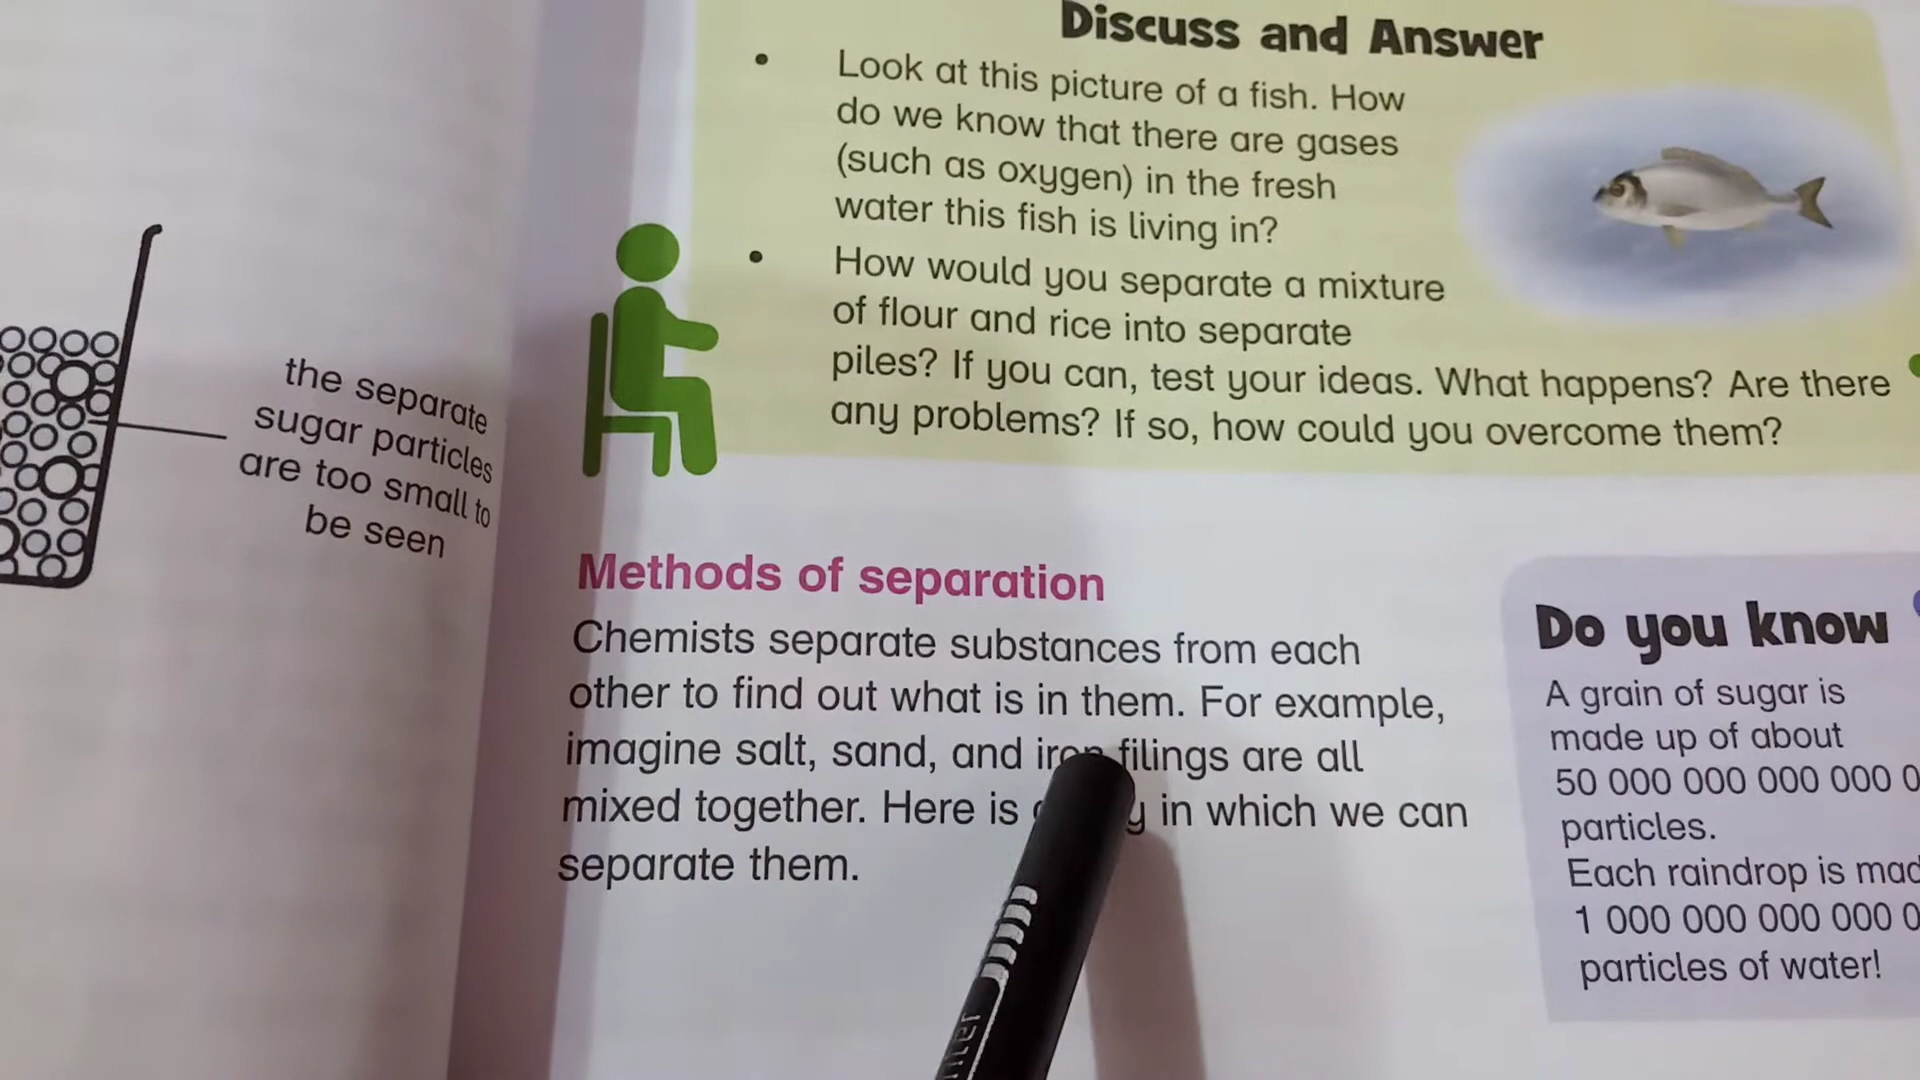 the separate
sugar particles
are too small to
be seen
Discuss and Answer
• Look at this picture of a fish. How
do we know that there are gases
(such as oxygen) in the fresh
water this fish is living in?
• How would you separate a mixture
of flour and rice into separate
piles? If you can, test your ideas. What happens? Are there
any problems? If so, how could you overcome them?
Methods of separation
Chemists separate substances from each
other to find out what is in them. For example,
imagine salt, sand, and iron filings are all
mixed together. Here is in which we can
separate them.
Do you know
A grain of sugar is
made up of about
50 000 000 000 000 0
particles.
Each raindrop is mad
1 000 000 000 000 0
particles of water!